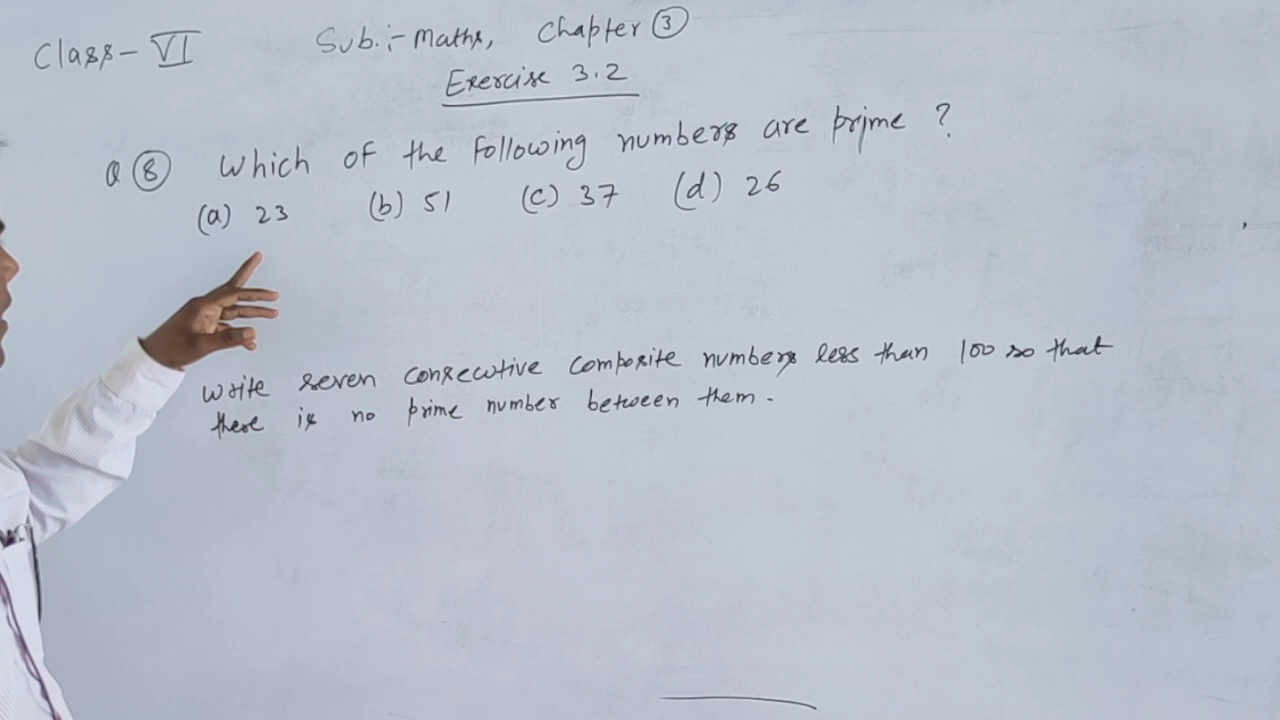 Class- VI Sub.:- Maths, Chapter 3
Exercise 3.2
Q 8 Which of the following numbers are prime ?
(a) 23 (b) 51 (c) 37 (d) 26
Write seven consecutive composite numbers less than 100 so that
there is no prime number between them.